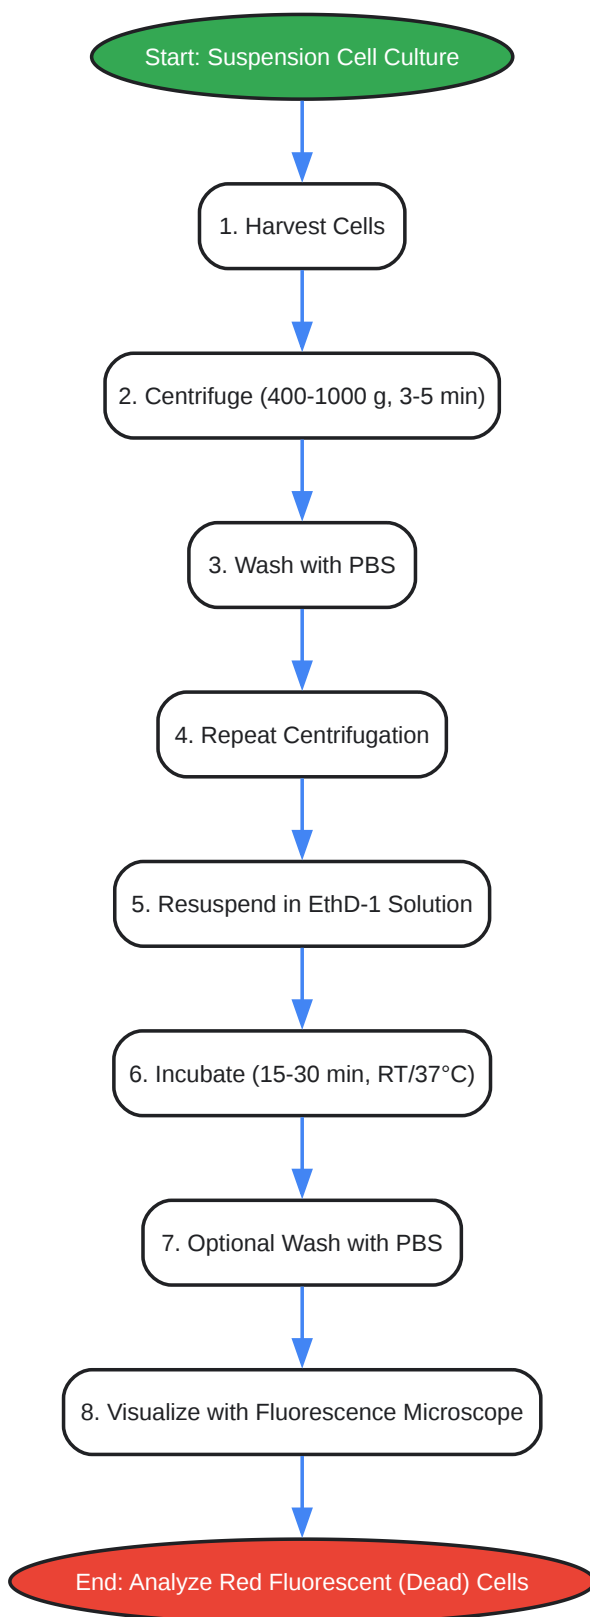 Start: Suspension Cell Culture
1. Harvest Cells
2. Centrifuge (400-1000 g, 3-5 min)
3. Wash with PBS
4. Repeat Centrifugation
5. Resuspend in EthD-1 Solution
6. Incubate (15-30 min, RT/37°C)
7. Optional Wash with PBS
8. Visualize with Fluorescence Microscope
End: Analyze Red Fluorescent (Dead) Cells